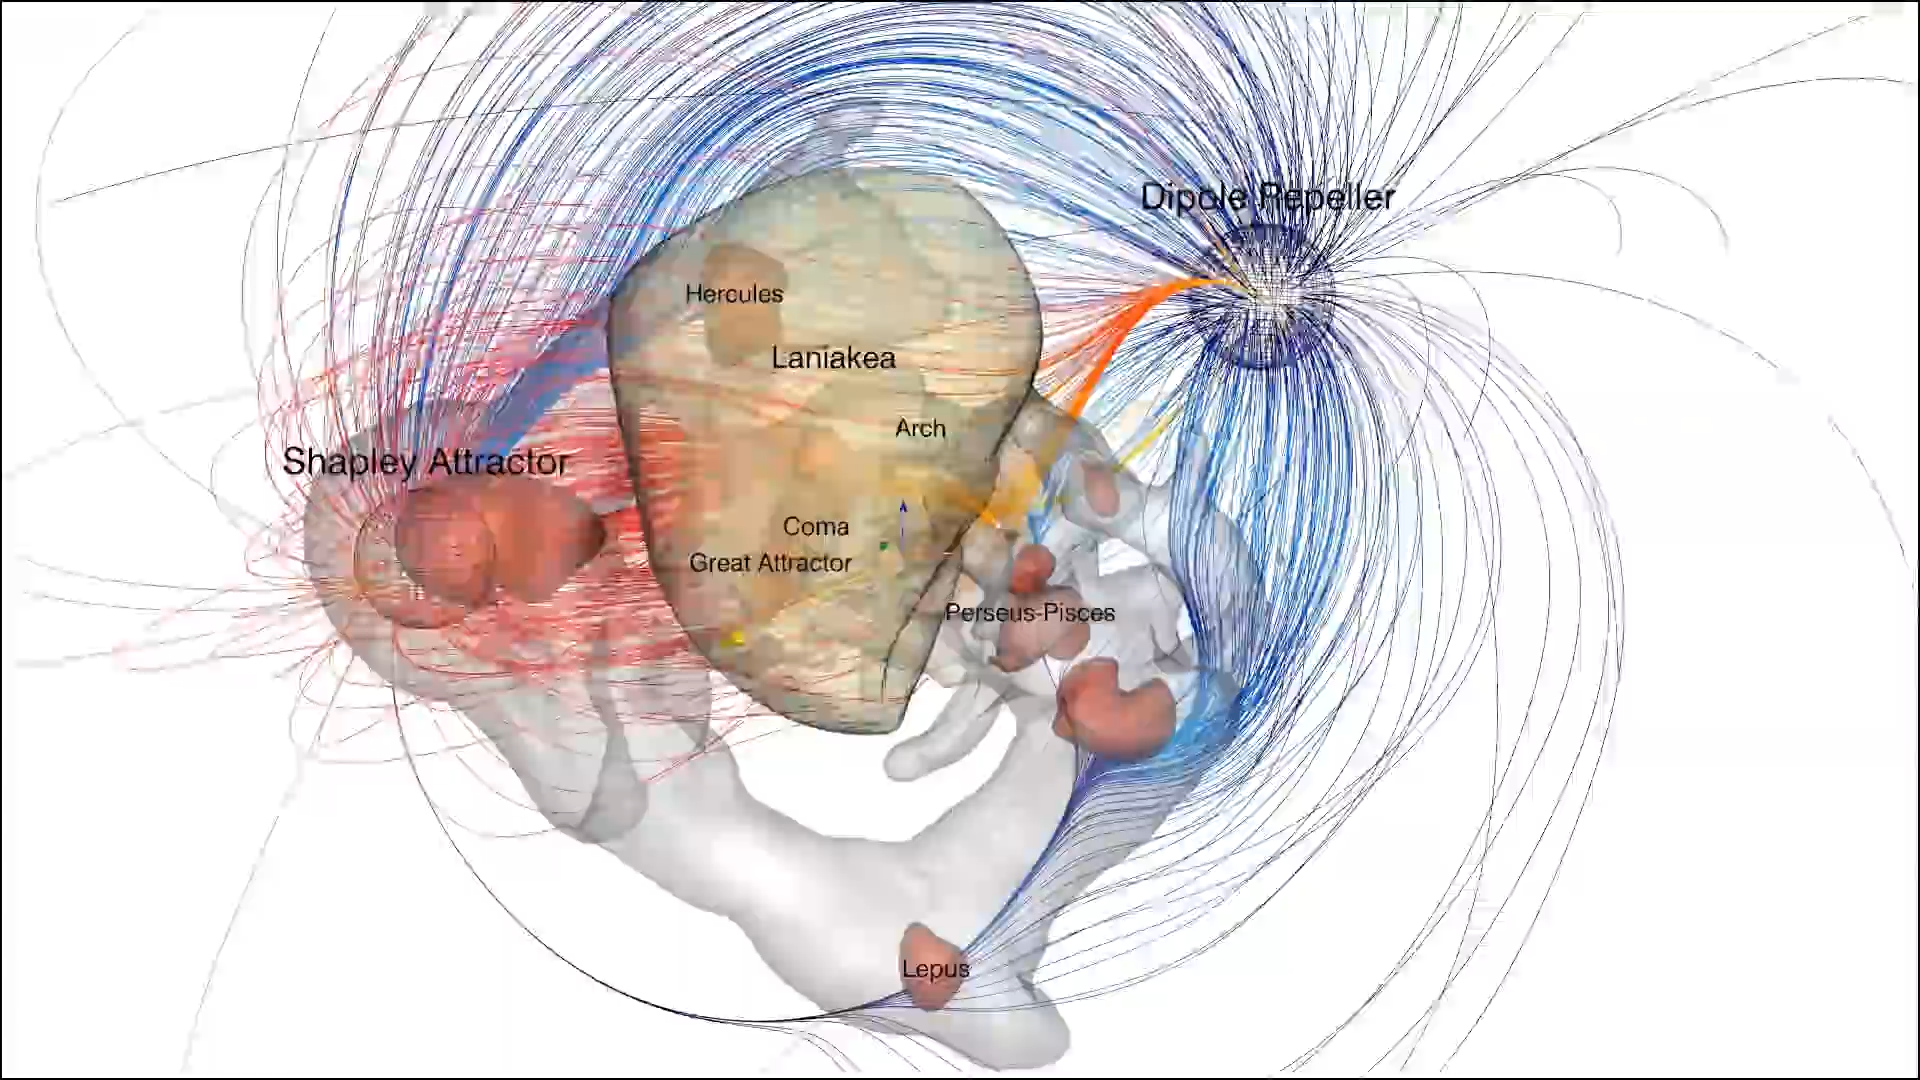 Dipole Repeller
Hercules
Laniakea
Arch
Shapley Attractor
Coma
Great Attractor
Perseus-Pisces
Lepus